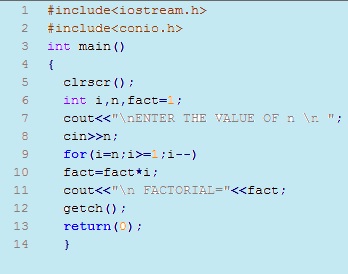 1 #include<iostream.h>
2 #include<conio.h>
3 int main()
4 {
5 clrscr();
6 int i,n,fact=1;
7 cout<<"\nENTER THE VALUE OF n \n ";
8 cin>>n;
9 for(i=n;i>=1;i--)
10 fact=fact*i;
11 cout<<"\n FACTORIAL="<<fact;
12 getch();
13 return(0);
14 }